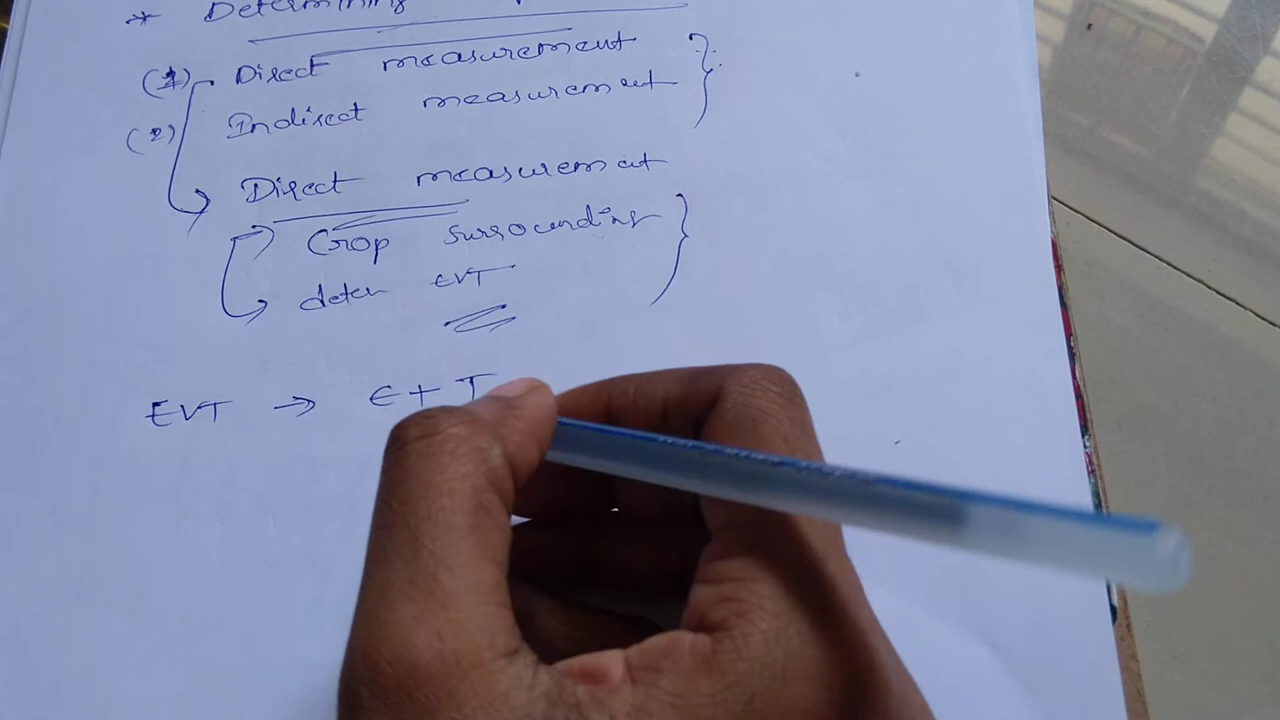 * Determining
(1) Direct measurement
(2) Indirect measurement
Direct measurement
Crop surrounding
deter EVT
EVT → E+T